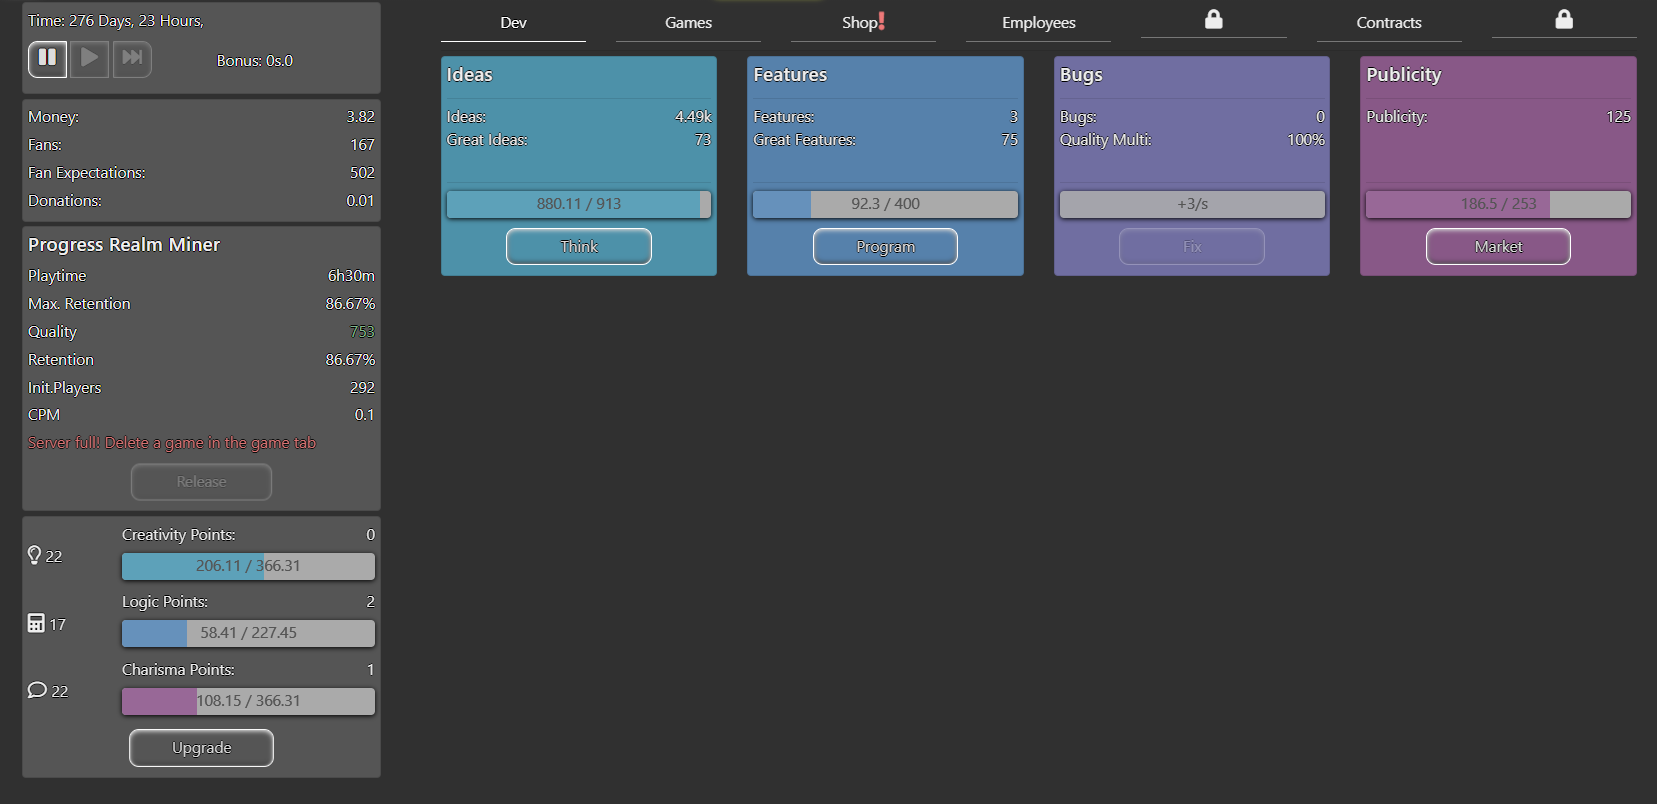 Time: 276 Days, 23 Hours,
Bonus: 0s.0
Money: 3.82
Fans: 167
Fan Expectations: 502
Donations: 0.01
Progress Realm Miner
Playtime 6h30m
Max. Retention 86.67%
Quality 753
Retention 86.67%
Init.Players 292
CPM 0.1
Server full! Delete a game in the game tab
Release
Creativity Points: 0
22
206.11 / 366.31
Logic Points: 2
17
58.41 / 227.45
Charisma Points: 1
22
108.15 / 366.31
Upgrade
Dev Games Shop! Employees Contracts
Ideas
Ideas: 4.49k
Great Ideas: 73
880.11 / 913
Think
Features
Features: 3
Great Features: 75
92.3 / 400
Program
Bugs
Bugs: 0
Quality Multi: 100%
+3/s
Fix
Publicity
Publicity: 125
186.5 / 253
Market